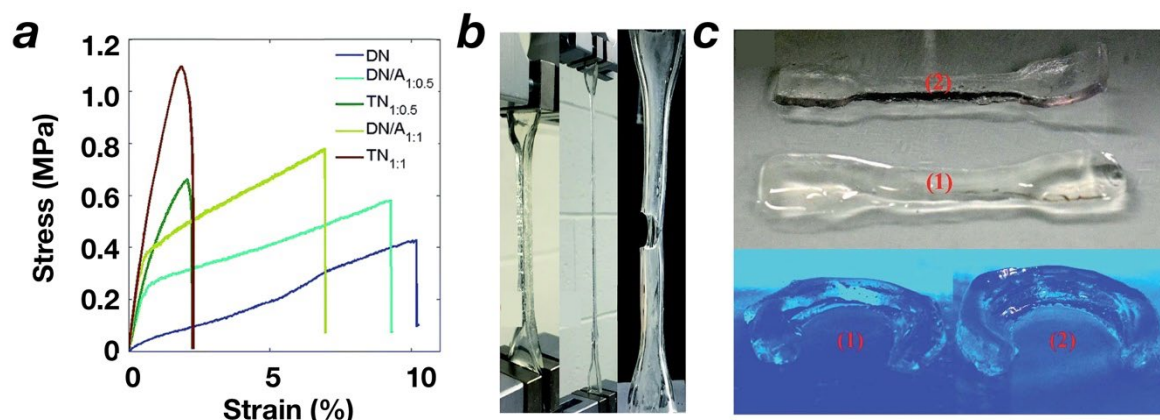 a
1.2
1.0
0.8
0.6
0.4
0.2
0
0 5 10
Stress (MPa)
Strain (%)
DN
DN/A1:0.5
TN1:0.5
DN/A1:1
TN1:1
b
c
(2)
(1)
(1)
(2)